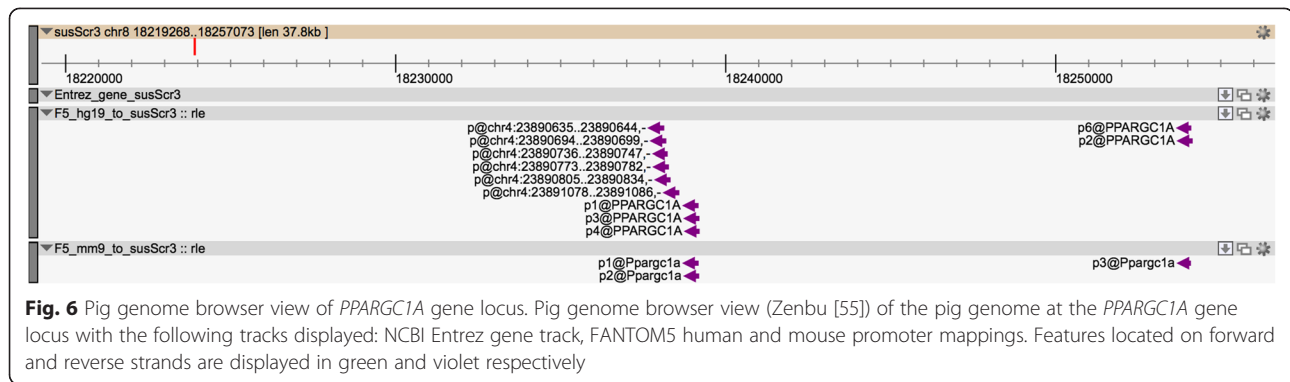 susScr3 chr8 18219268..18257073 [len 37.8kb ]
18220000 18230000 18240000 18250000
Entrez_gene_susScr3
F5_hg19_to_susScr3 :: rle
p@chr4:23890635..23890644,- p6@PPARGC1A
p@chr4:23890694..23890699,- p2@PPARGC1A
p@chr4:23890736..23890747,-
p@chr4:23890773..23890782,-
p@chr4:23890805..23890834,-
p@chr4:23891078..23891086,-
p1@PPARGC1A
p3@PPARGC1A
p4@PPARGC1A
F5_mm9_to_susScr3 :: rle
p1@Ppargc1a p3@Ppargc1a
p2@Ppargc1a
Fig. 6 Pig genome browser view of PPARGC1A gene locus. Pig genome browser view (Zenbu [55]) of the pig genome at the PPARGC1A gene
locus with the following tracks displayed: NCBI Entrez gene track, FANTOM5 human and mouse promoter mappings. Features located on forward
and reverse strands are displayed in green and violet respectively